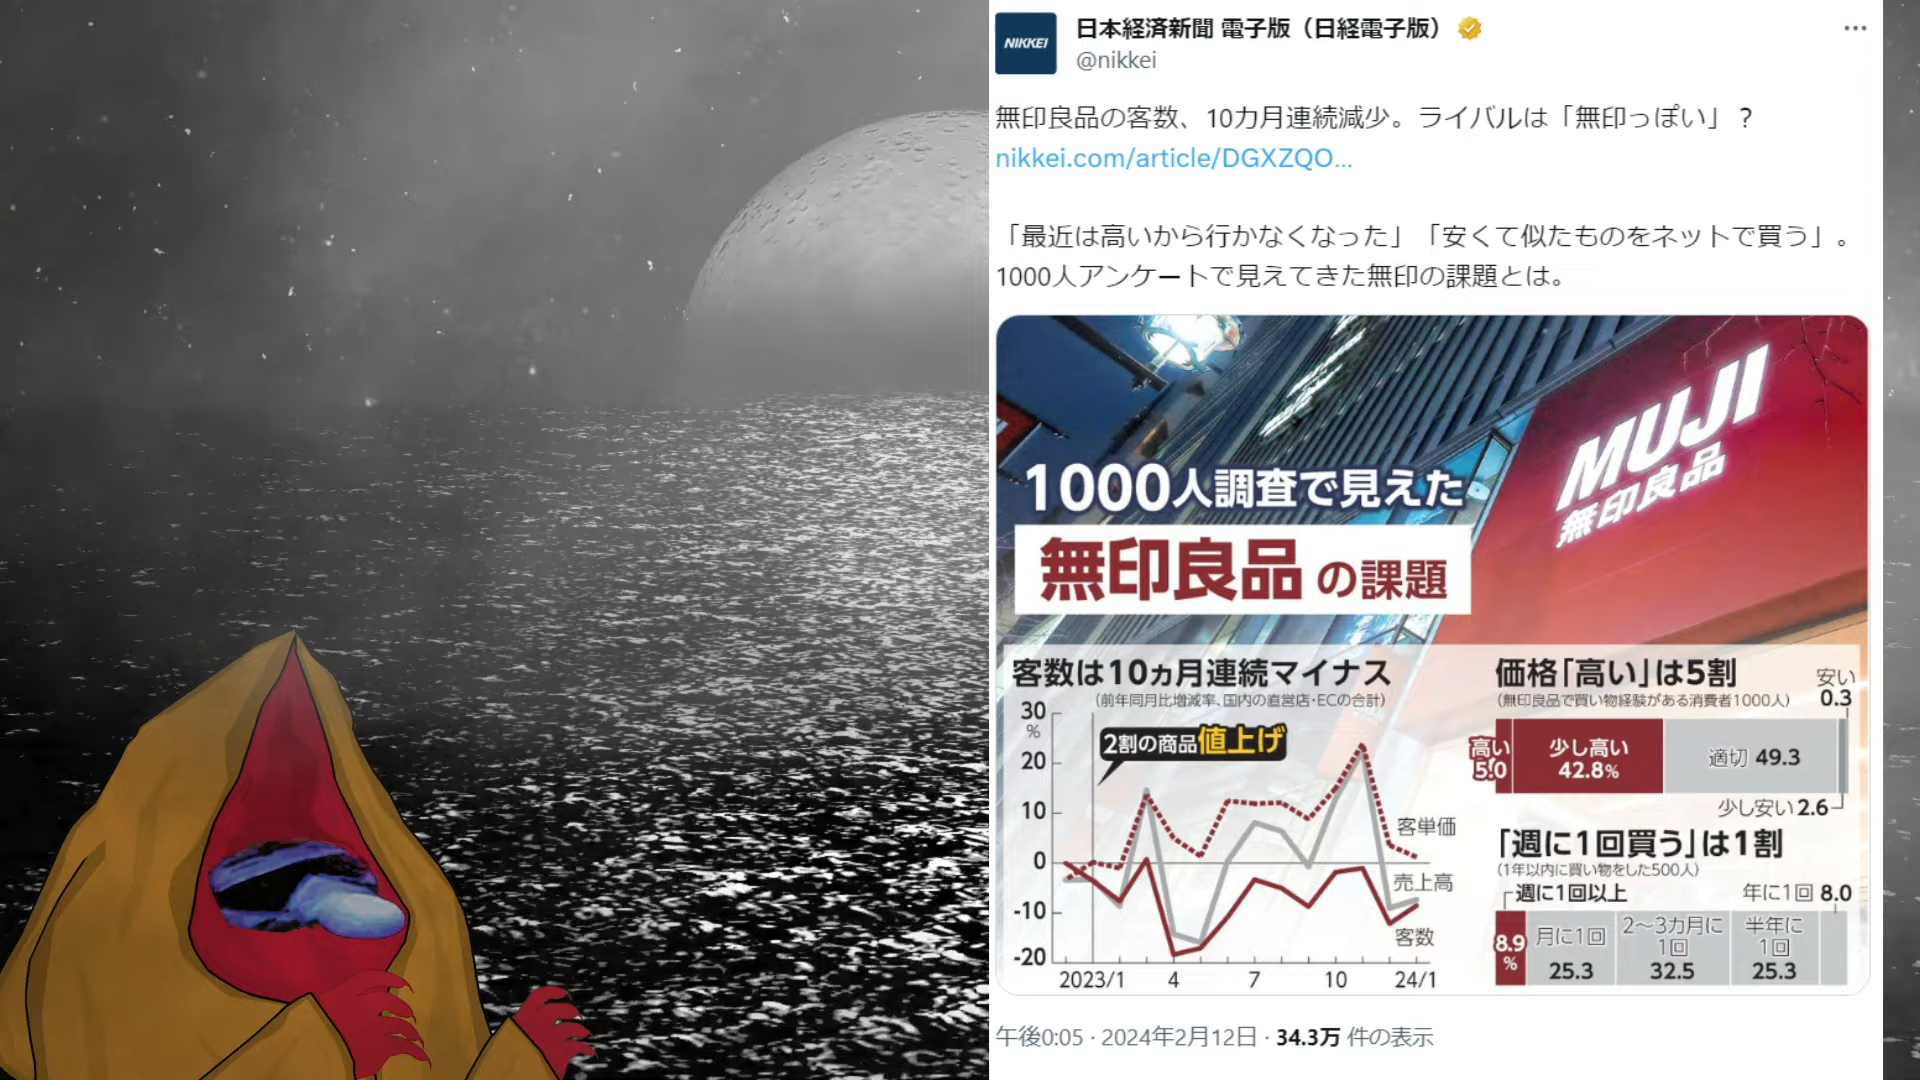 NIKKEI
日本経済新聞 電子版（日経電子版）
@nikkei
無印良品の客数、10カ月連続減少。ライバルは「無印っぽい」？
nikkei.com/article/DGXZQO…
「最近は高いから行かなくなった」「安くて似たものをネットで買う」。
1000人アンケートで見えてきた無印の課題とは。
MUJI
無印良品
1000人調査で見えた
無印良品の課題
客数は10ヵ月連続マイナス
(前年同月比増減率、国内の直営店・ECの合計)
30
%
20
10
0
-10
-20
2割の商品値上げ
客単価
売上高
客数
2023/1 4 7 10 24/1
価格「高い」は5割
(無印良品で買い物経験がある消費者1000人)
安い
0.3
高い
5.0
少し高い
42.8%
適切 49.3
少し安い 2.6
「週に1回買う」は1割
(1年以内に買い物をした500人)
週に1回以上
年に1回 8.0
8.9
%
月に1回
25.3
2〜3カ月に
1回
32.5
半年に
1回
25.3
午後0:05 · 2024年2月12日 · 34.3万 件の表示